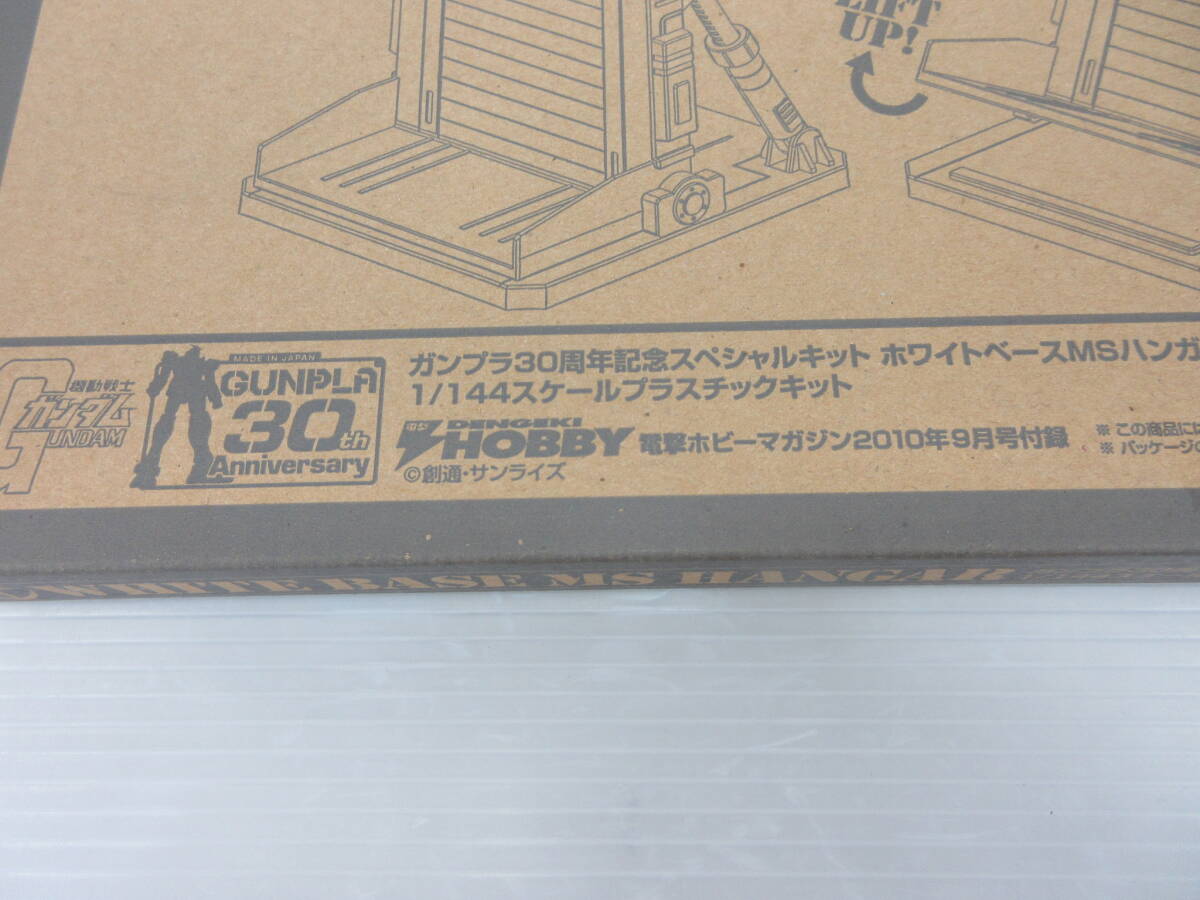 LIFT
UP!
機動戦士
ガンダム
GUNDAM
MADE IN JAPAN
GUNPLA
30th
Anniversary
ガンプラ30周年記念スペシャルキット ホワイトベースMSハンガ
1/144スケールプラスチックキット
電撃 DENGEKI
HOBBY 電撃ホビーマガジン2010年9月号付録
©創通・サンライズ
※ この商品には
※ パッケージの
WHITE BASE MS HANGAR